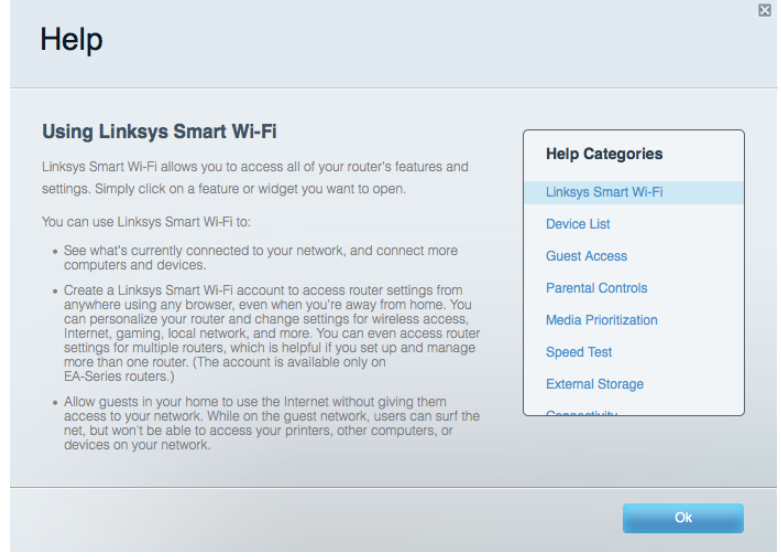 Help
Using Linksys Smart Wi-Fi
Linksys Smart Wi-Fi allows you to access all of your router's features and
settings. Simply click on a feature or widget you want to open.
You can use Linksys Smart Wi-Fi to:
• See what's currently connected to your network, and connect more
computers and devices.
• Create a Linksys Smart Wi-Fi account to access router settings from
anywhere using any browser, even when you're away from home. You
can personalize your router and change settings for wireless access,
Internet, gaming, local network, and more. You can even access router
settings for multiple routers, which is helpful if you set up and manage
more than one router. (The account is available only on
EA-Series routers.)
• Allow guests in your home to use the Internet without giving them
access to your network. While on the guest network, users can surf the
net, but won't be able to access your printers, other computers, or
devices on your network.
Help Categories
Linksys Smart Wi-Fi
Device List
Guest Access
Parental Controls
Media Prioritization
Speed Test
External Storage
Connectivity
Ok